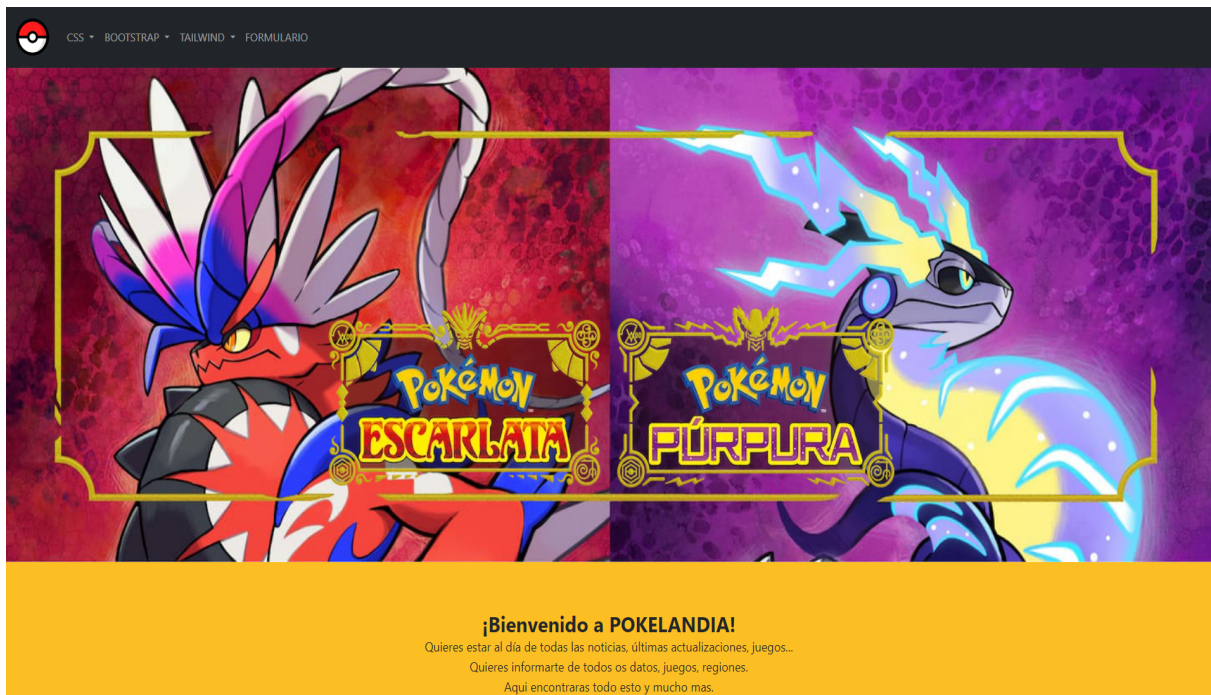 CSS BOOTSTRAP TAILWIND FORMULARIO
POKéMON POKéMON
ESCARLATA PÚRPURA
¡Bienvenido a POKELANDIA!
Quieres estar al día de todas las noticias, últimas actualizaciones, juegos...
Quieres informarte de todos os datos, juegos, regiones.
Aqui encontraras todo esto y mucho mas.